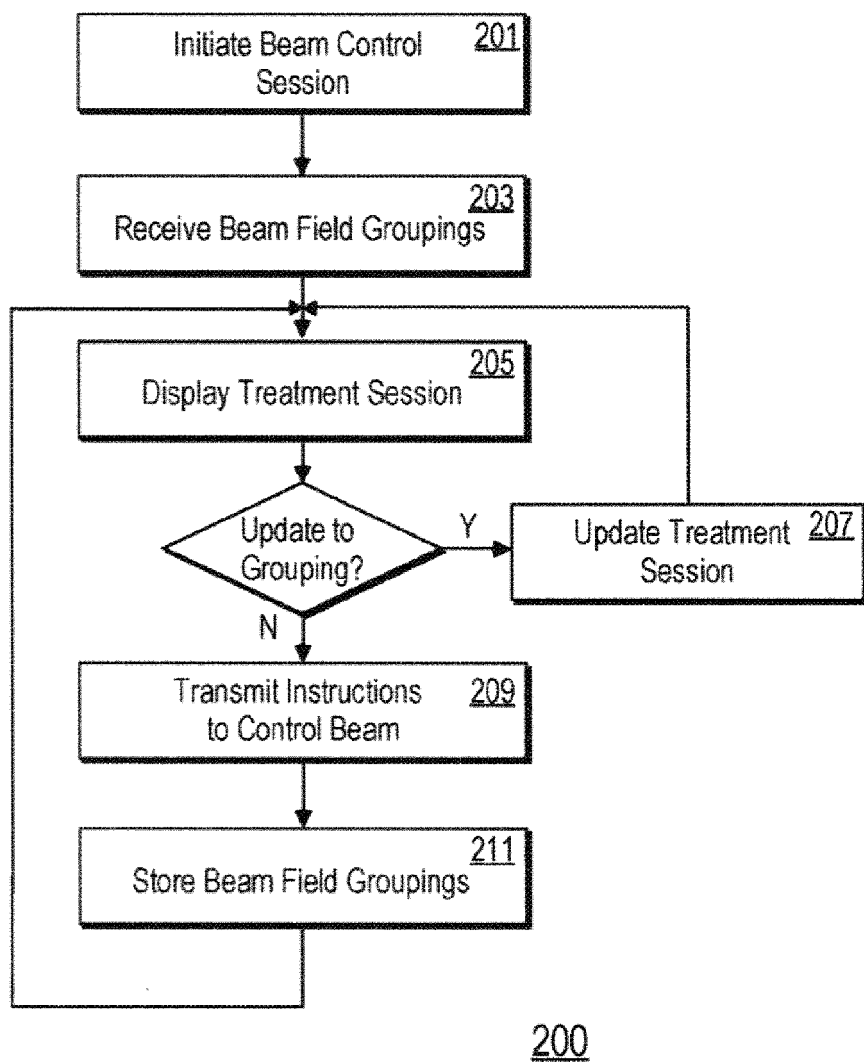 Initiate Beam Control
Session
201
Receive Beam Field Groupings
203
Display Treatment Session
205
Update to
Grouping?
Y
N
Update Treatment
Session
207
Transmit Instructions
to Control Beam
209
Store Beam Field Groupings
211
200